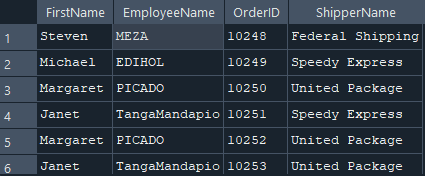 FirstName EmployeeName OrderID ShipperName
1 Steven MEZA 10248 Federal Shipping
2 Michael EDIHOL 10249 Speedy Express
3 Margaret PICADO 10250 United Package
4 Janet TangaMandapio 10251 Speedy Express
5 Margaret PICADO 10252 United Package
6 Janet TangaMandapio 10253 United Package